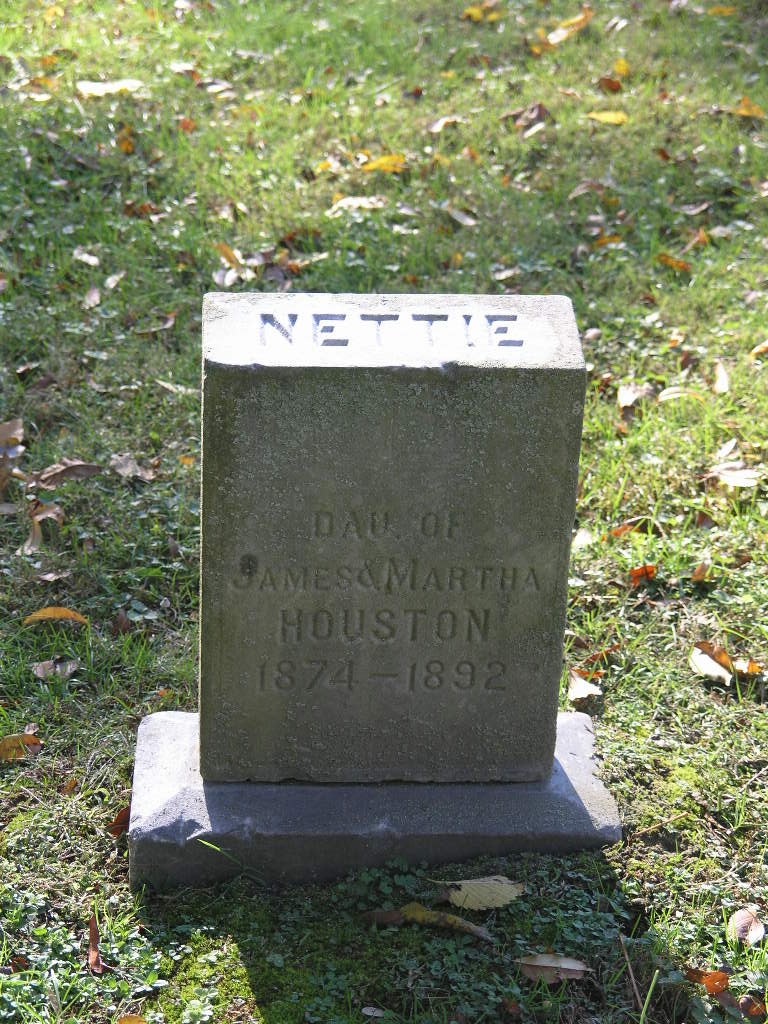 NETTIE
DAU. OF
JAMES & MARTHA
HOUSTON
1874 — 1892